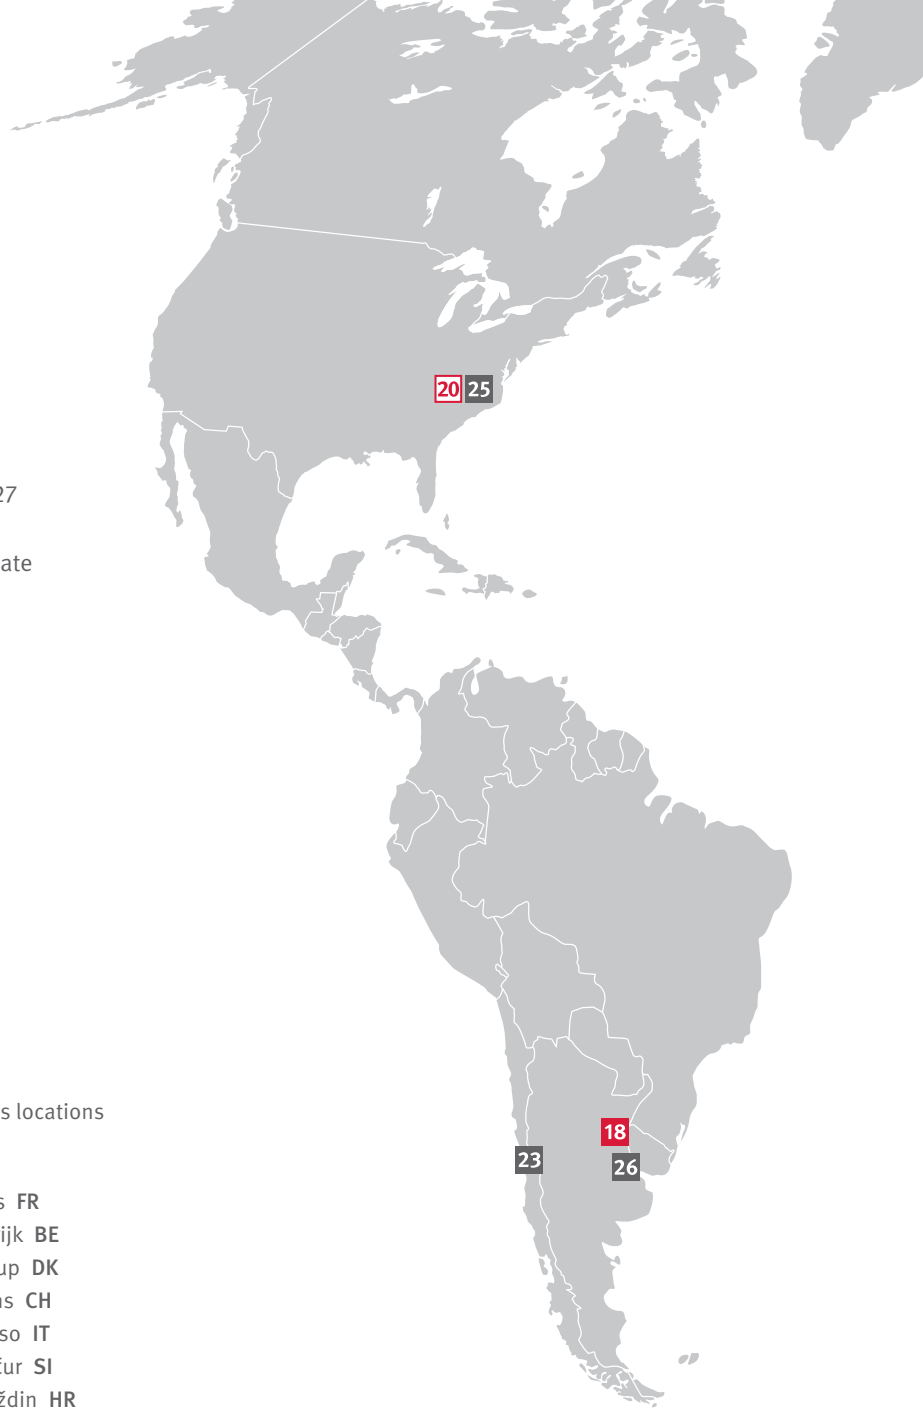 20 25
27
ate
s locations
18
23
26
s FR
ijk BE
up DK
ns CH
so IT
ur SI
ždin HR